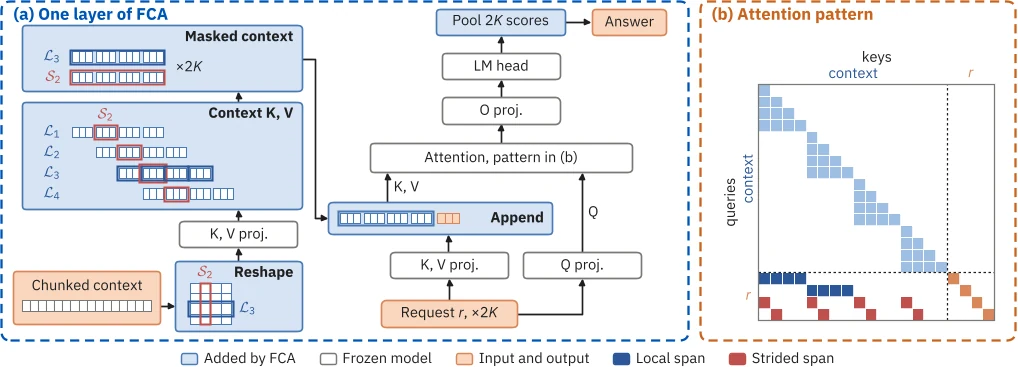 (a) One layer of FCA
Masked context
ℒ3
𝒮2
×2K
Context K, V
𝒮2
ℒ1
ℒ2
ℒ3
ℒ4
K, V proj.
Chunked context
Reshape
𝒮2
ℒ3
Pool 2K scores
Answer
LM head
O proj.
Attention, pattern in (b)
K, V
Q
Append
K, V proj.
Q proj.
Request r, ×2K
(b) Attention pattern
keys
context
r
queries
context
r
Added by FCA
Frozen model
Input and output
Local span
Strided span